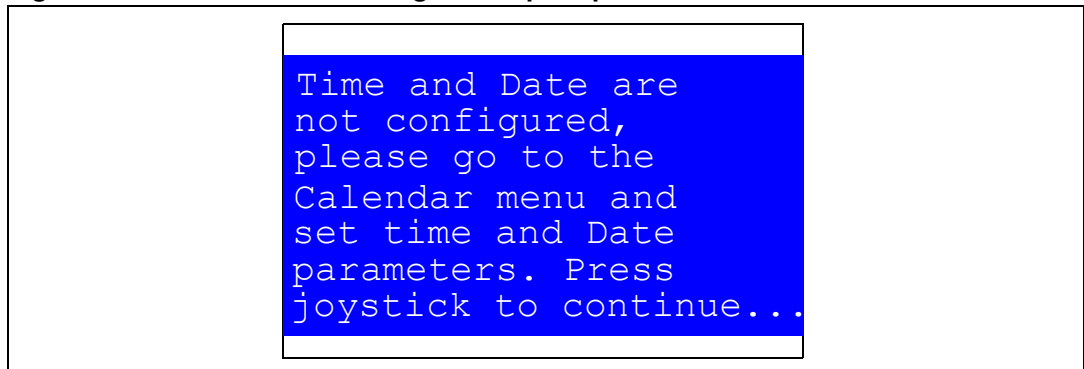 Time and Date are
not configured,
please go to the
Calendar menu and
set time and Date
parameters. Press
joystick to continue...